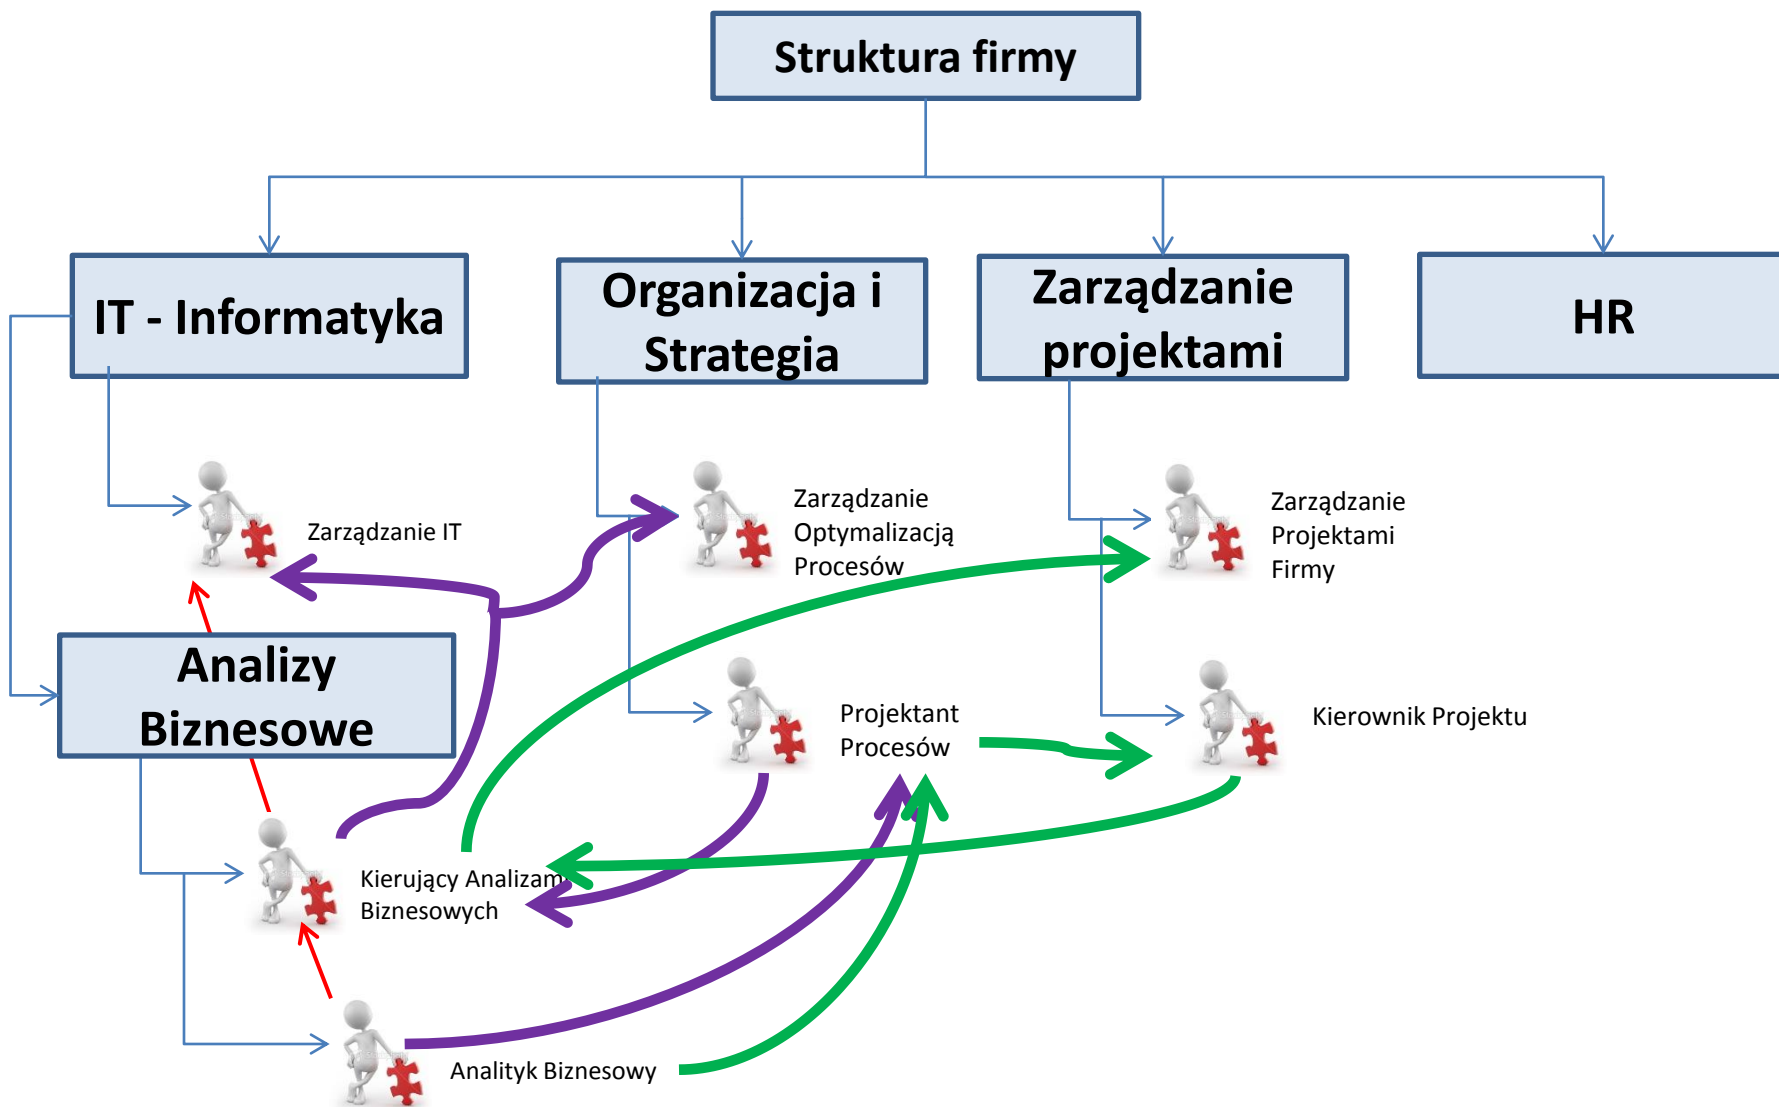 Struktura firmy
IT - Informatyka
Organizacja i
Strategia
Zarządzanie
projektami
HR
Zarządzanie IT
Zarządzanie
Optymalizacją
Procesów
Zarządzanie
Projektami
Firmy
Analizy
Biznesowe
Projektant
Procesów
Kierownik Projektu
Kierujący Analizam
Biznesowych
Analityk Biznesowy